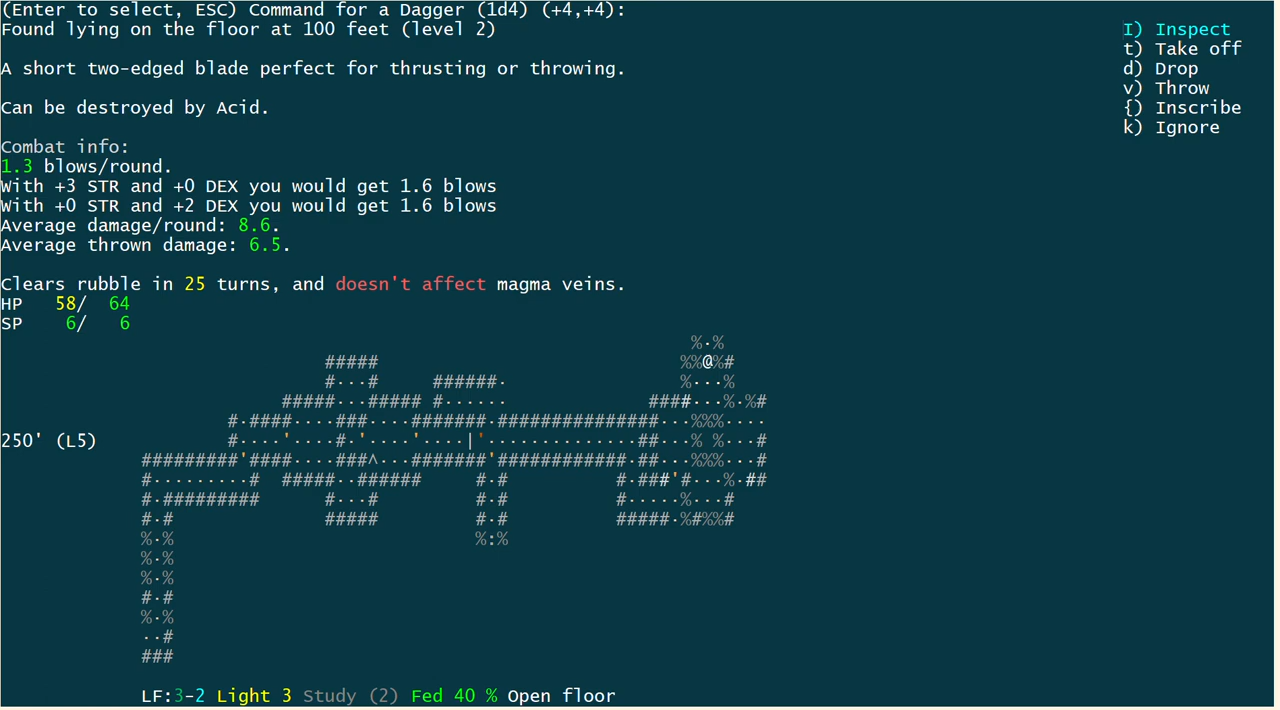 (Enter to select, ESC) Command for a Dagger (1d4) (+4,+4):
Found lying on the floor at 100 feet (level 2)
I) Inspect
t) Take off
A short two-edged blade perfect for thrusting or throwing.
d) Drop
v) Throw
Can be destroyed by Acid.
{) Inscribe
k) Ignore
Combat info:
1.3 blows/round.
With +3 STR and +0 DEX you would get 1.6 blows
With +0 STR and +2 DEX you would get 1.6 blows
Average damage/round: 8.6.
Average thrown damage: 6.5.
Clears rubble in 25 turns, and doesn't affect magma veins.
HP 58/ 64
SP 6/ 6
%·%
##### %%@%#
#···# ######· %···%
#####···##### #······ ####···%·%#
#·####····###····#######·###############···%%%····
250' (L5) #····'····#·'····'····|'··············##···% %···#
#########'####····###^···#######'############·##···%%%···#
#·········# #####··###### #·# #·###'#···%·##
#·######### #···# #·# #·····%···#
#·# ##### #·# #####·%#%%#
%·% %:%
%·%
%·%
#·#
%·%
··#
###
LF:3-2 Light 3 Study (2) Fed 40 % Open floor